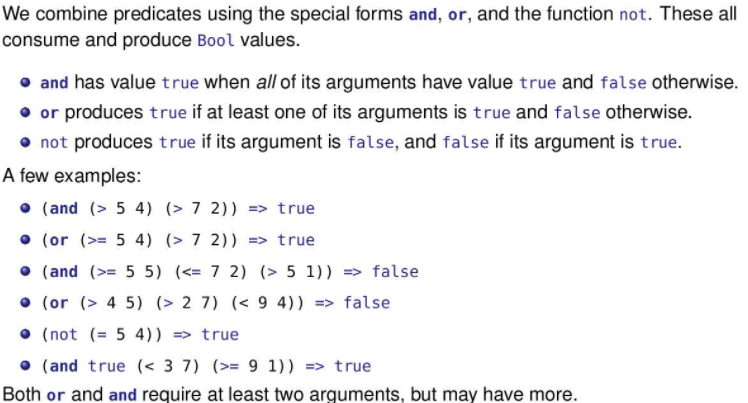 We combine predicates using the special forms and, or, and the function not. These all
consume and produce Bool values.
and has value true when all of its arguments have value true and false otherwise.
or produces true if at least one of its arguments is true and false otherwise.
not produces true if its argument is false, and false if its argument is true.
A few examples:
(and (> 5 4) (> 7 2)) => true
(or (>= 5 4) (> 7 2)) => true
(and (>= 5 5) (<= 7 2) (> 5 1)) => false
(or (> 4 5) (> 2 7) (< 9 4)) => false
(not (= 5 4)) => true
(and true (< 3 7) (>= 9 1)) => true
Both or and and require at least two arguments, but may have more.